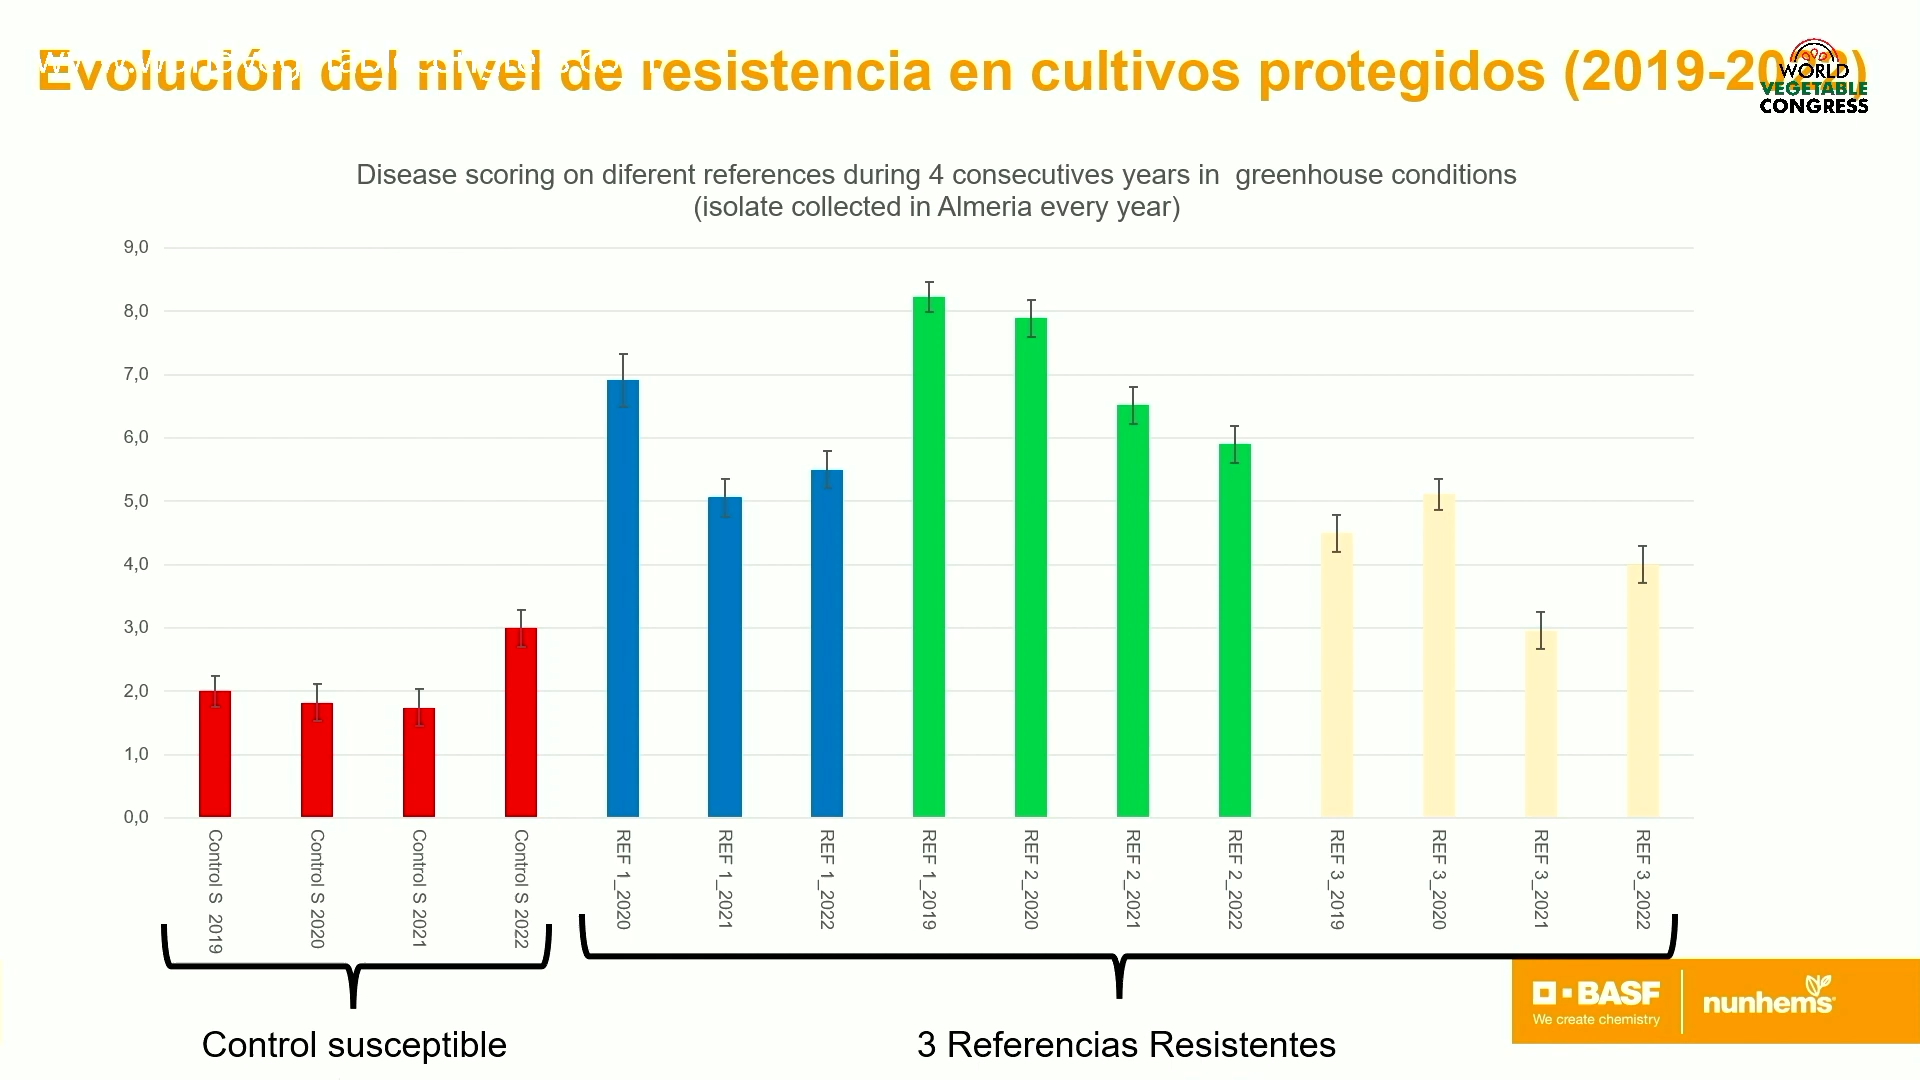 Evolución del nivel de resistencia en cultivos protegidos (2019-2022)
WORLD
VEGETABLE
CONGRESS
Disease scoring on diferent references during 4 consecutives years in greenhouse conditions
(isolate collected in Almeria every year)
9,0
8,0
7,0
6,0
5,0
4,0
3,0
2,0
1,0
0,0
Control S 2019
Control S 2020
Control S 2021
Control S 2022
REF 1_2020
REF 1_2021
REF 1_2022
REF 1_2019
REF 2_2020
REF 2_2021
REF 2_2022
REF 3_2019
REF 3_2020
REF 3_2021
REF 3_2022
Control susceptible
3 Referencias Resistentes
BASF
We create chemistry
nunhems